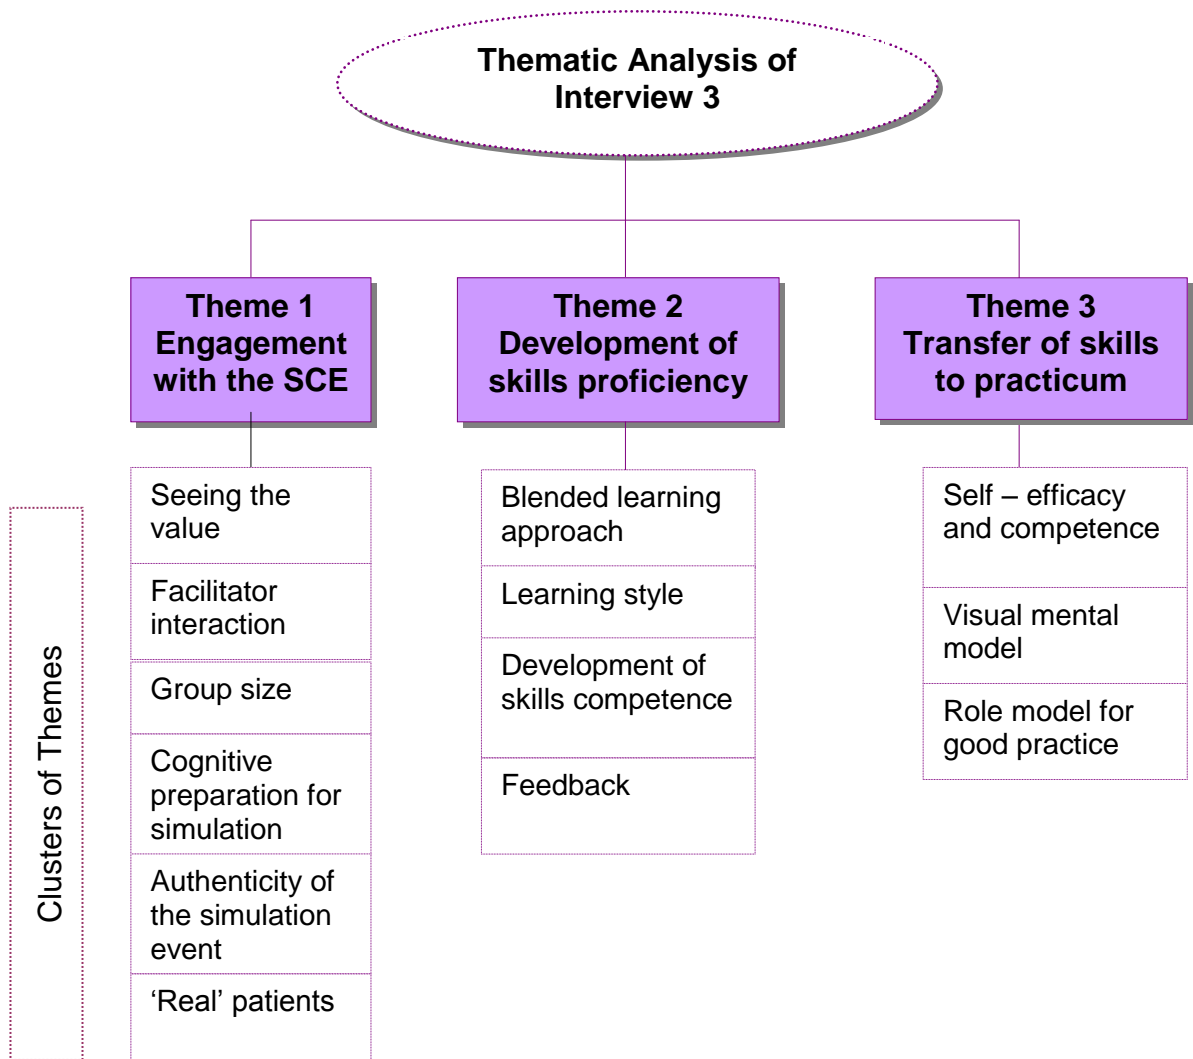 Thematic Analysis of
Interview 3
Theme 1
Engagement
with the SCE
Theme 2
Development of
skills proficiency
Theme 3
Transfer of skills
to practicum
Clusters of Themes
Seeing the
value
Facilitator
interaction
Group size
Cognitive
preparation for
simulation
Authenticity of
the simulation
event
‘Real’ patients
Blended learning
approach
Learning style
Development of
skills competence
Feedback
Self – efficacy
and competence
Visual mental
model
Role model for
good practice